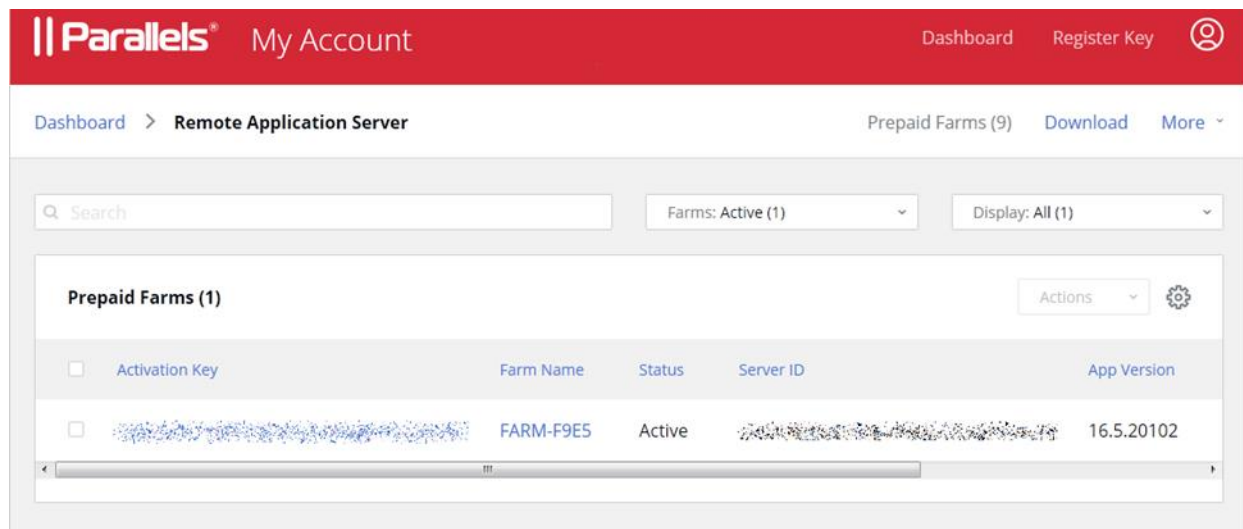 Parallels® My Account Dashboard Register Key
Dashboard > Remote Application Server Prepaid Farms (9) Download More
Search Farms: Active (1) Display: All (1)
Prepaid Farms (1) Actions
Activation Key Farm Name Status Server ID App Version
FARM-F9E5 Active 16.5.20102